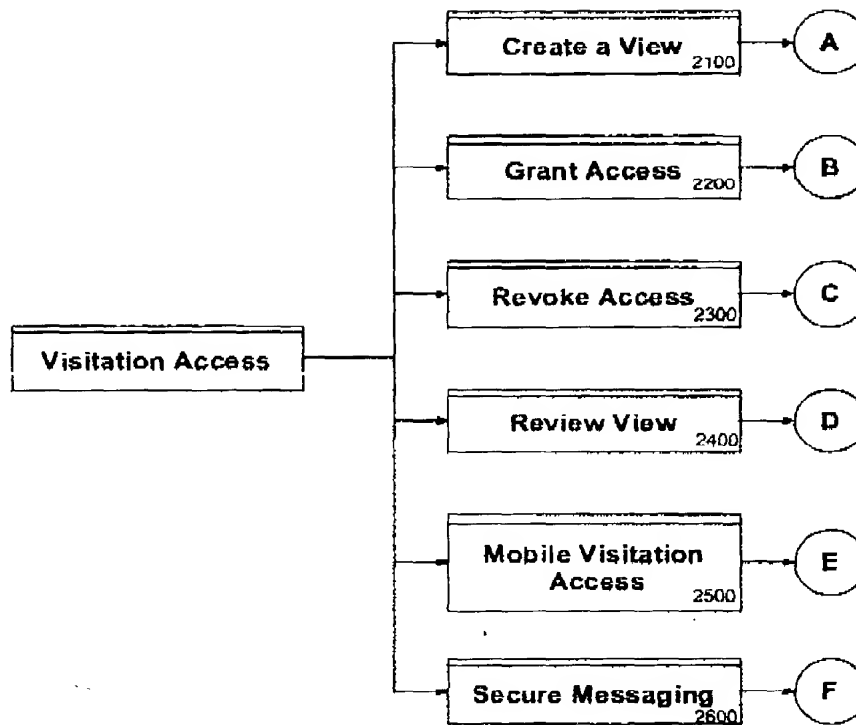 Create a View
2100
A
Grant Access
2200
B
Revoke Access
2300
C
Visitation Access
Review View
2400
D
Mobile Visitation
Access
2500
E
Secure Messaging
2600
F